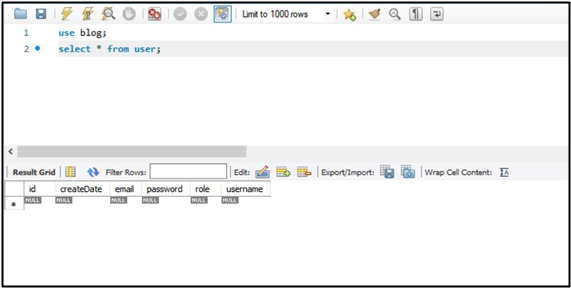 Limit to 1000 rows
1 use blog;
2 select * from user;
Result Grid Filter Rows: Edit: Export/Import: Wrap Cell Content: IA
id createDate email password role username
* NULL NULL NULL NULL NULL NULL